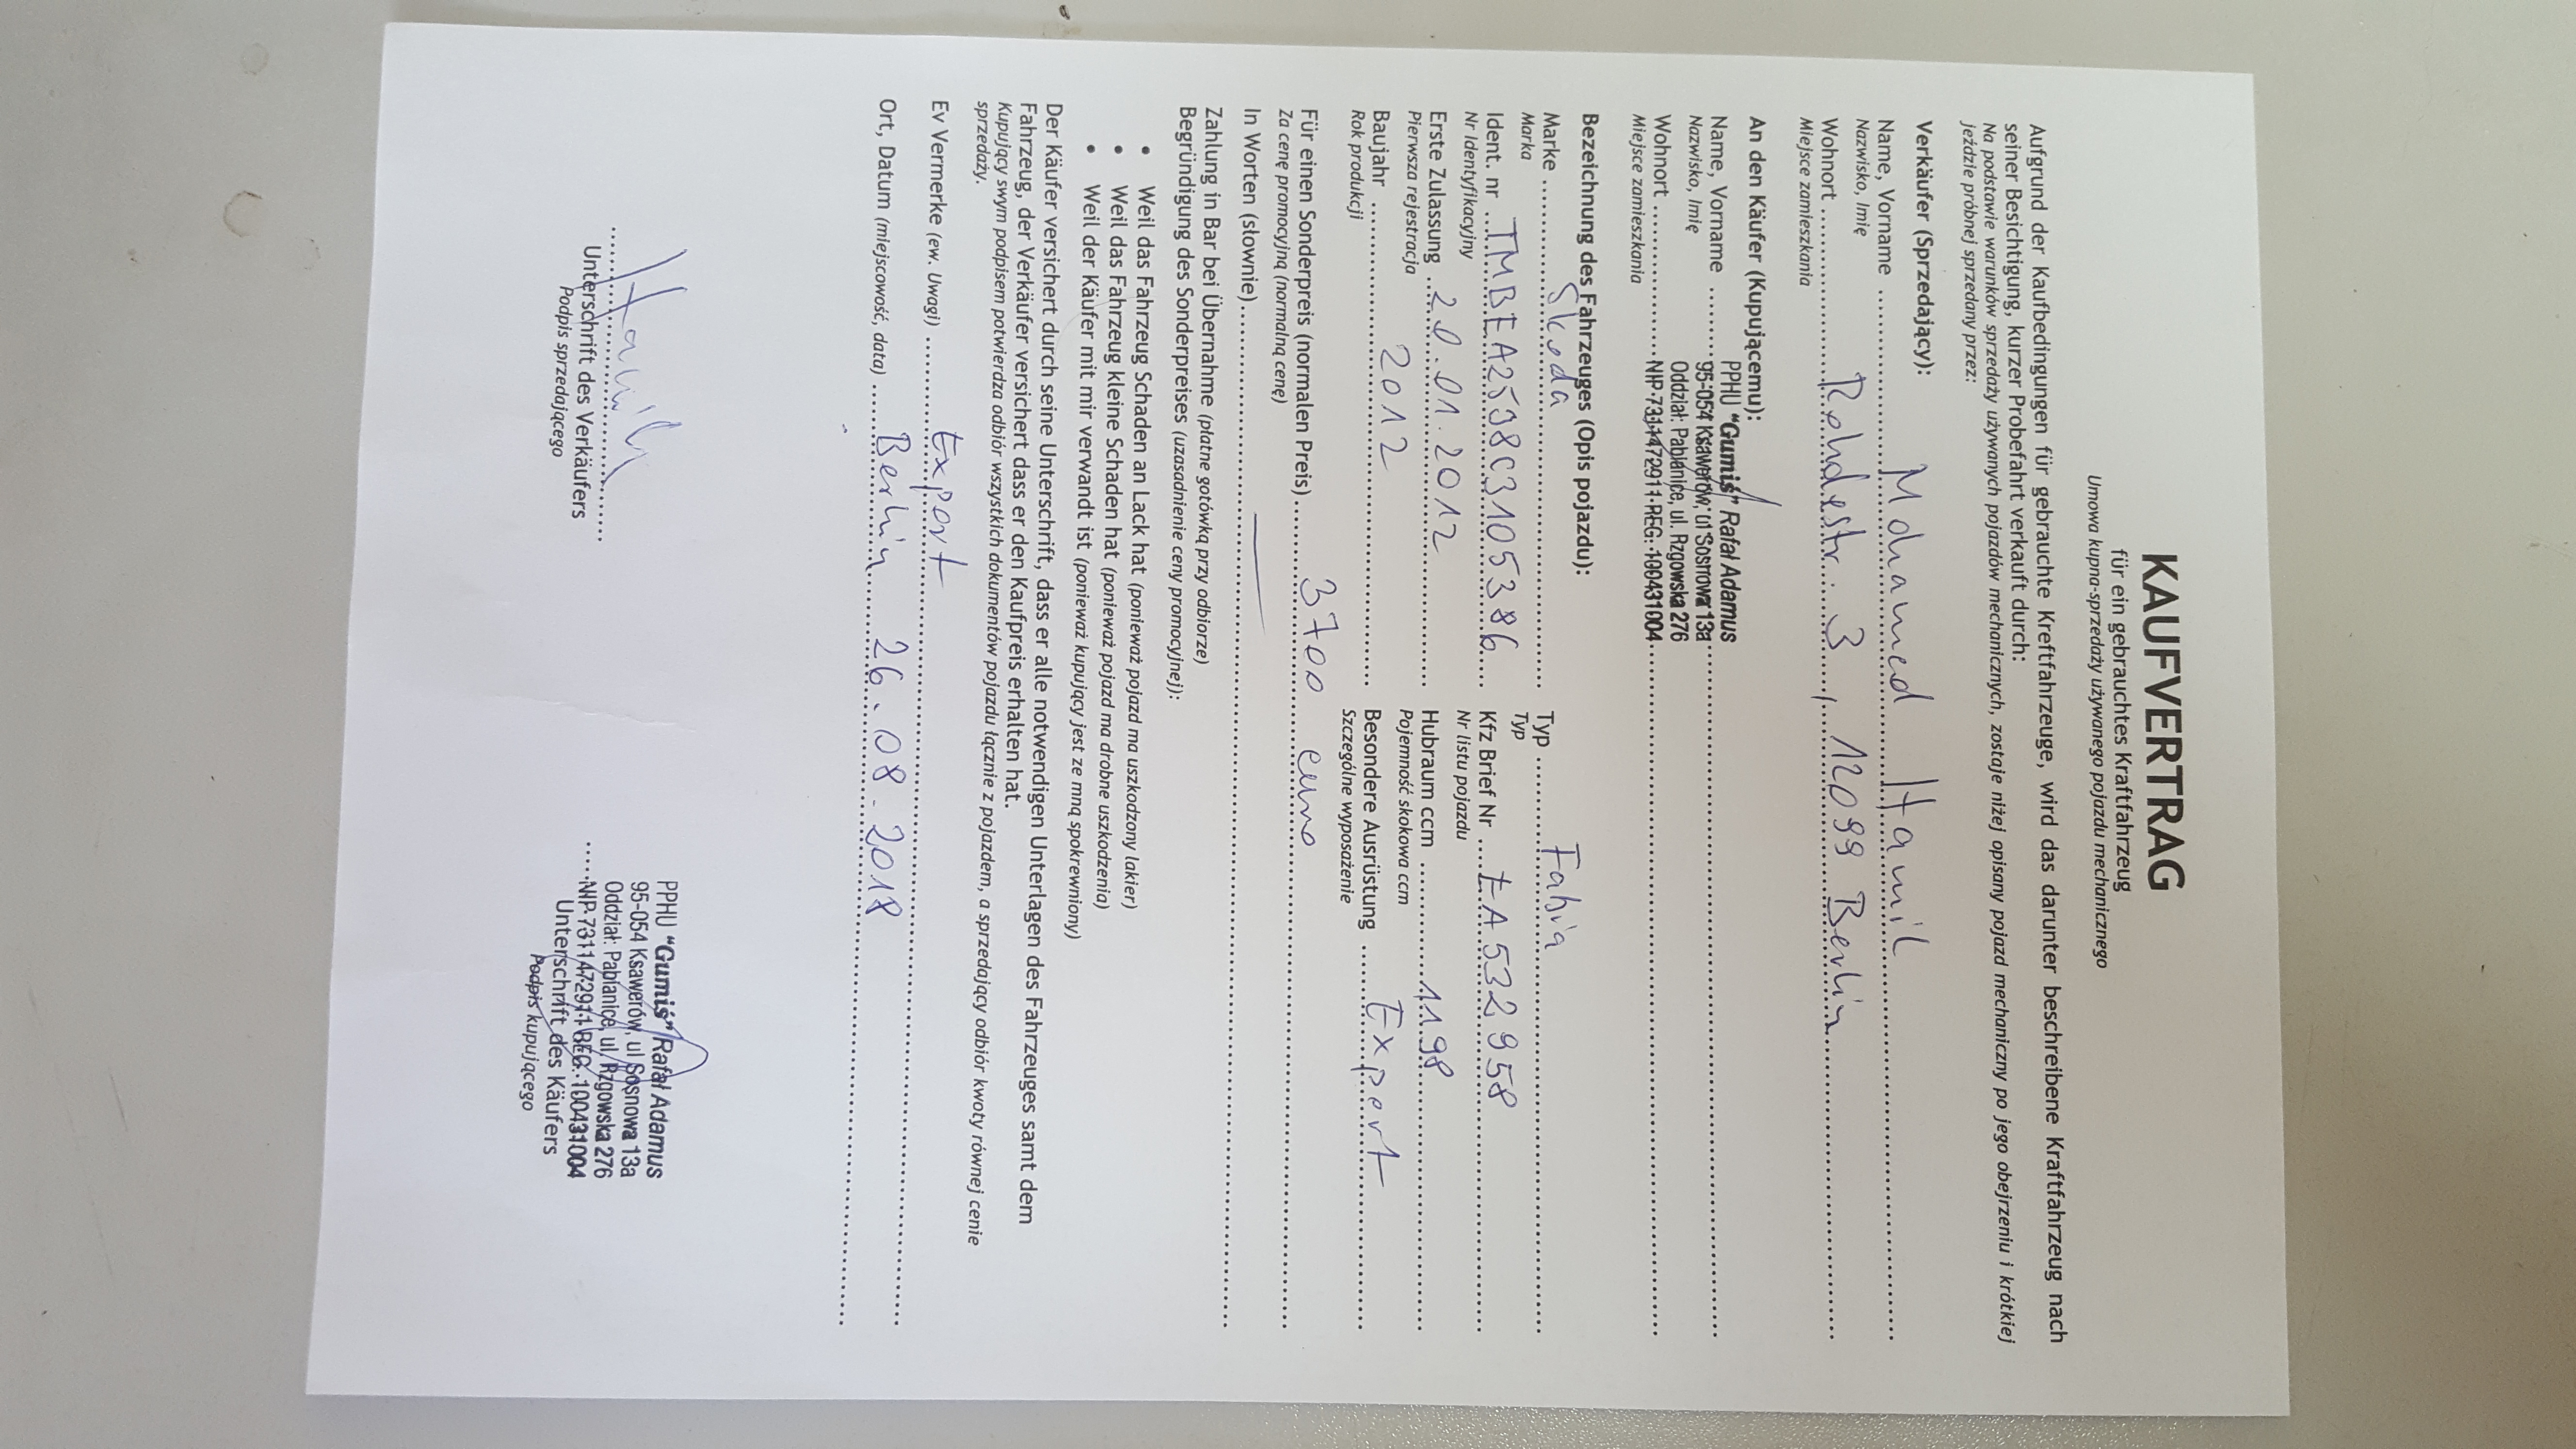 KAUFVERTRAG
für ein gebrauchtes Kraftfahrzeug
Umowa kupna-sprzedaży używanego pojazdu mechanicznego
Aufgrund der Kaufbedingungen für gebrauchte Kreftfahrzeuge, wird das darunter beschreibene Kraftfahrzeug nach
seiner Besichtigung, kurzer Probefahrt verkauft durch:
Na podstawie warunków sprzedaży używanych pojazdów mechanicznych, zostaje niżej opisany pojazd mechaniczny po jego obejrzeniu i krótkiej
jeździe próbnej sprzedany przez:
Verkäufer (Sprzedający):
Name, Vorname Mohamed Hamil
Nazwisko, Imię
Wohnort 3, 12099 Berlin
Miejsce zamieszkania
An den Käufer (Kupującemu):
PPHU "Gumiś" Rafał Adamus
Name, Vorname 95-054 Ksawerów, ul Sosnowa 13a
Nazwisko, Imię Oddział: Pabianice, ul. Rzgowska 276
Wohnort NIP 7311472911 REG.: 100431004
Miejsce zamieszkania
Bezeichnung des Fahrzeuges (Opis pojazdu):
Marke Skoda Typ Fabia
Marka Typ
Ident. nr TMBEA25J8C3105386 Kfz Brief Nr EA532958
Nr Identyfikacyjny Nr listu pojazdu
Erste Zulassung 20.01.2012 Hubraum ccm 1198
Pierwsza rejestracja Pojemność skokowa ccm
Baujahr 2012 Besondere Ausrüstung Expert
Rok produkcji Szczególne wyposażenie
Für einen Sonderpreis (normalen Preis) 3700 euro
Za cenę promocyjną (normalną cenę)
In Worten (słownie) —
Zahlung in Bar bei Übernahme (płatne gotówką przy odbiorze)
Begründigung des Sonderpreises (uzasadnienie ceny promocyjnej):
• Weil das Fahrzeug Schaden an Lack hat (ponieważ pojazd ma uszkodzony lakier)
• Weil das Fahrzeug kleine Schaden hat (ponieważ pojazd ma drobne uszkodzenia)
• Weil der Käufer mit mir verwandt ist (ponieważ kupujący jest ze mną spokrewniony)
Der Käufer versichert durch seine Unterschrift, dass er alle notwendigen Unterlagen des Fahrzeuges samt dem
Fahrzeug, der Verkäufer versichert dass er den Kaufpreis erhalten hat.
Kupujący swym podpisem potwierdza odbiór wszystkich dokumentów pojazdu łącznie z pojazdem, a sprzedający odbiór kwoty równej cenie
sprzedaży.
Ev Vermerke (ew. Uwagi) Export
Ort, Datum (miejscowość, data) Berlin 26.08.2018
PPHU "Gumiś" Rafał Adamus
95-054 Ksawerów, ul Sosnowa 13a
Oddział: Pabianice, ul. Rzgowska 276
NIP 7311472911 REG.: 100431004
Unterschrift des Verkäufers Unterschrift des Käufers
Podpis sprzedającego Podpis kupującego